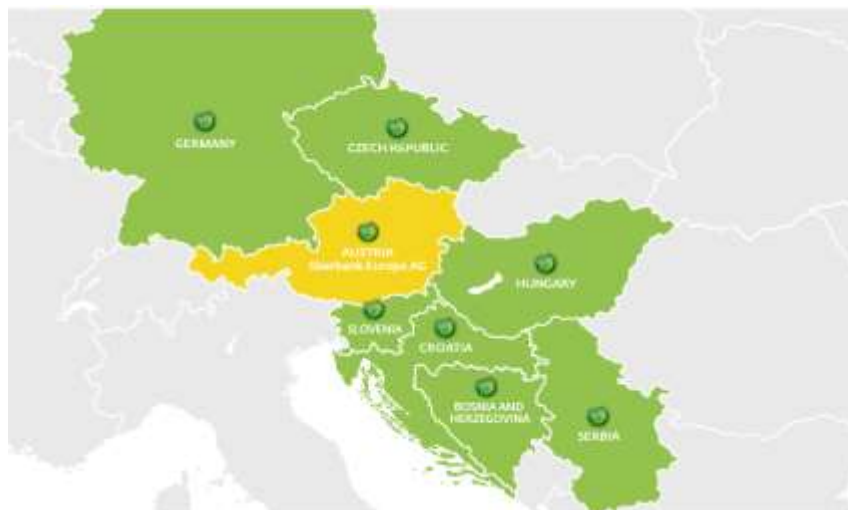 GERMANY
CZECH REPUBLIC
AUSTRIA
Sberbank Europe AG
HUNGARY
SLOVENIA
CROATIA
BOSNIA AND
HERZEGOVINA
SERBIA